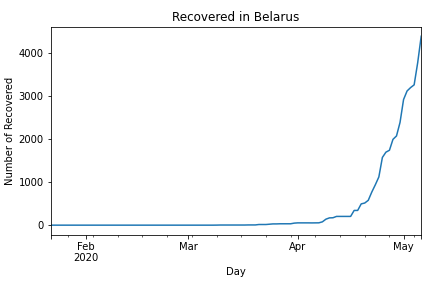 Recovered in Belarus
Number of Recovered
4000
3000
2000
1000
0
Feb
2020
Mar
Apr
May
Day